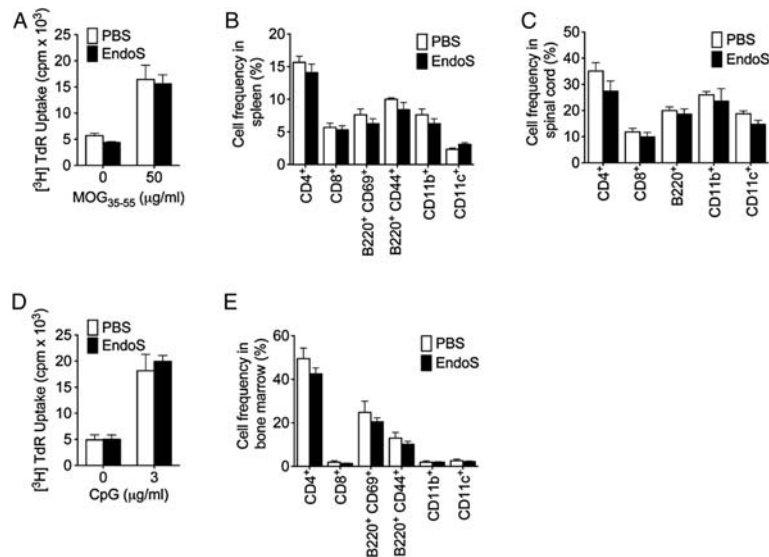 A
[³H] TdR Uptake (cpm x 10³)
25
20
15
10
5
0
PBS
EndoS
0
50
MOG₃₅₋₅₅ (μg/ml)
B
Cell frequency in
spleen (%)
20
15
10
5
0
PBS
EndoS
CD4⁺
CD8⁺
B220⁺ CD69⁺
B220⁺ CD44⁺
CD11b⁺
CD11c⁺
C
Cell frequency in
spinal cord (%)
50
40
30
20
10
0
PBS
EndoS
CD4⁺
CD8⁺
B220⁺
CD11b⁺
CD11c⁺
D
[³H] TdR Uptake (cpm x 10³)
25
20
15
10
5
0
PBS
EndoS
0
3
CpG (μg/ml)
E
Cell frequency in
bone marrow (%)
60
40
20
0
PBS
EndoS
CD4⁺
CD8⁺
B220⁺ CD69⁺
B220⁺ CD44⁺
CD11b⁺
CD11c⁺